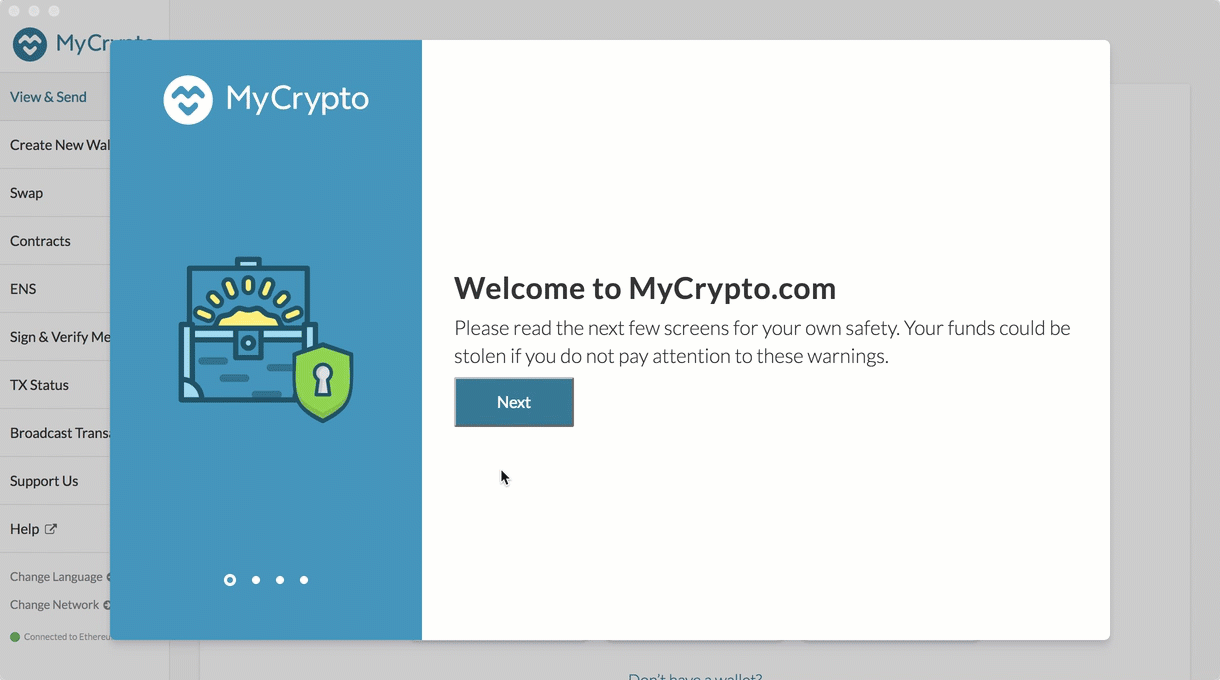 MyCrypto
View & Send
Create New Wal
Swap
Contracts
ENS
Sign & Verify Me
TX Status
Broadcast Transa
Support Us
Help
Change Language
Change Network
Connected to Ethereu
MyCrypto
Welcome to MyCrypto.com
Please read the next few screens for your own safety. Your funds could be
stolen if you do not pay attention to these warnings.
Next
Don't have a wallet?